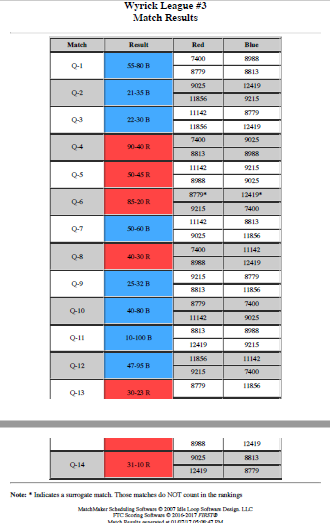 Wyrick League #3
Match Results
Match Result Red Blue
Q-1 55-80 B 7400 8988
8779 8813
Q-2 21-35 B 9025 12419
11856 9215
Q-3 22-30 B 11142 8779
11856 12419
Q-4 90-40 R 7400 9025
8813 8988
Q-5 50-45 R 11142 9215
8988 9025
Q-6 85-20 R 8779* 12419*
9215 7400
Q-7 50-60 B 11142 8813
9025 11856
Q-8 40-30 R 7400 11142
8988 12419
Q-9 25-32 B 9215 8779
8813 11856
Q-10 40-80 B 8779 7400
11142 9025
Q-11 10-100 B 8813 8988
12419 9215
Q-12 47-95 B 11856 11142
9215 7400
Q-13 30-23 R 8779 11856
8988 12419
Q-14 31-10 R 9025 8813
12419 8779
Note: * Indicates a surrogate match. Those matches do NOT count in the rankings
MatchMaker Scheduling Software © 2007 Idle Loop Software Design, LLC
FTC Scoring Software © 2016-2017 FIRST®
Match Results generated at 01/07/17 05:09:47 PM